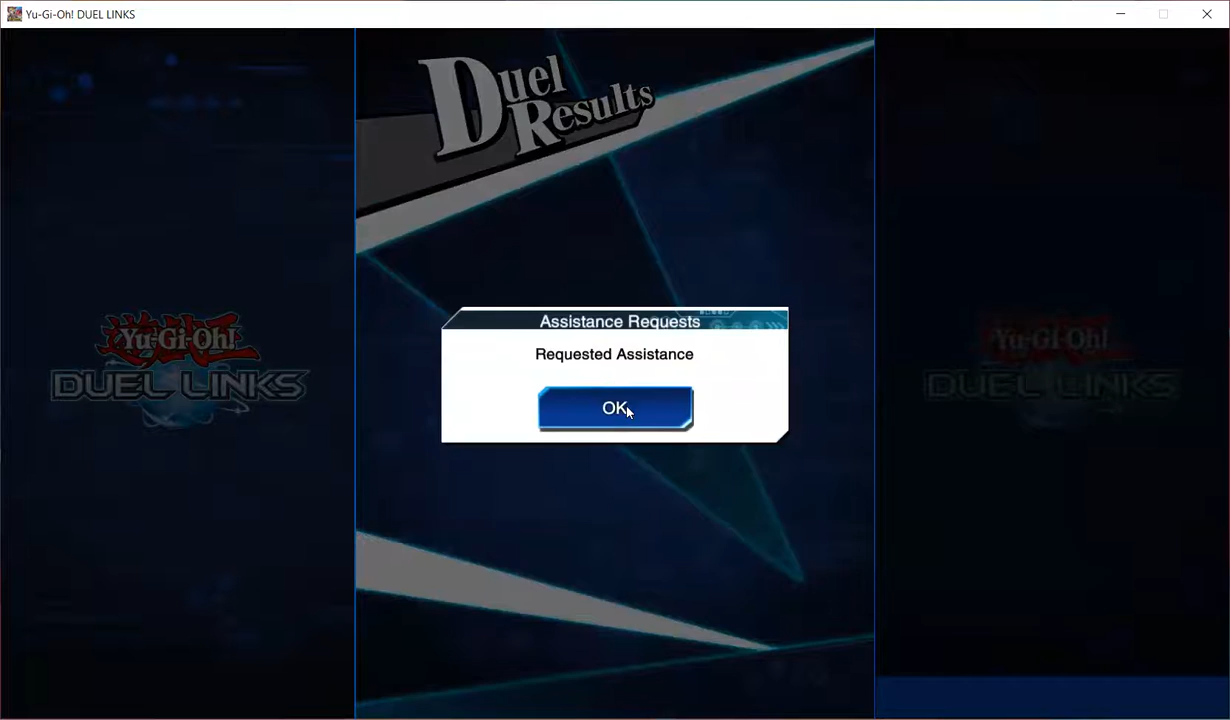 Yu-Gi-Oh! DUEL LINKS
Duel
Results
Yu-Gi-Oh!
DUEL LINKS
Assistance Requests
Requested Assistance
OK
Yu-Gi-Oh!
DUEL LINKS